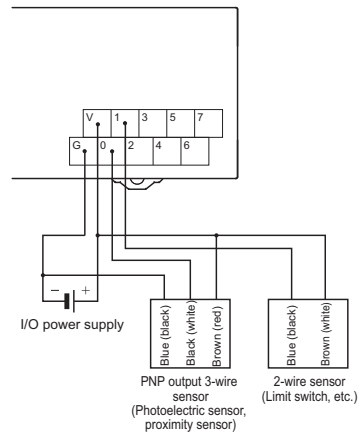 V 1 3 5 7
G 0 2 4 6
− +
I/O power supply
Blue (black)
Black (white)
Brown (red)
Blue (black)
Brown (white)
PNP output 3-wire
sensor
(Photoelectric sensor,
proximity sensor)
2-wire sensor
(Limit switch, etc.)